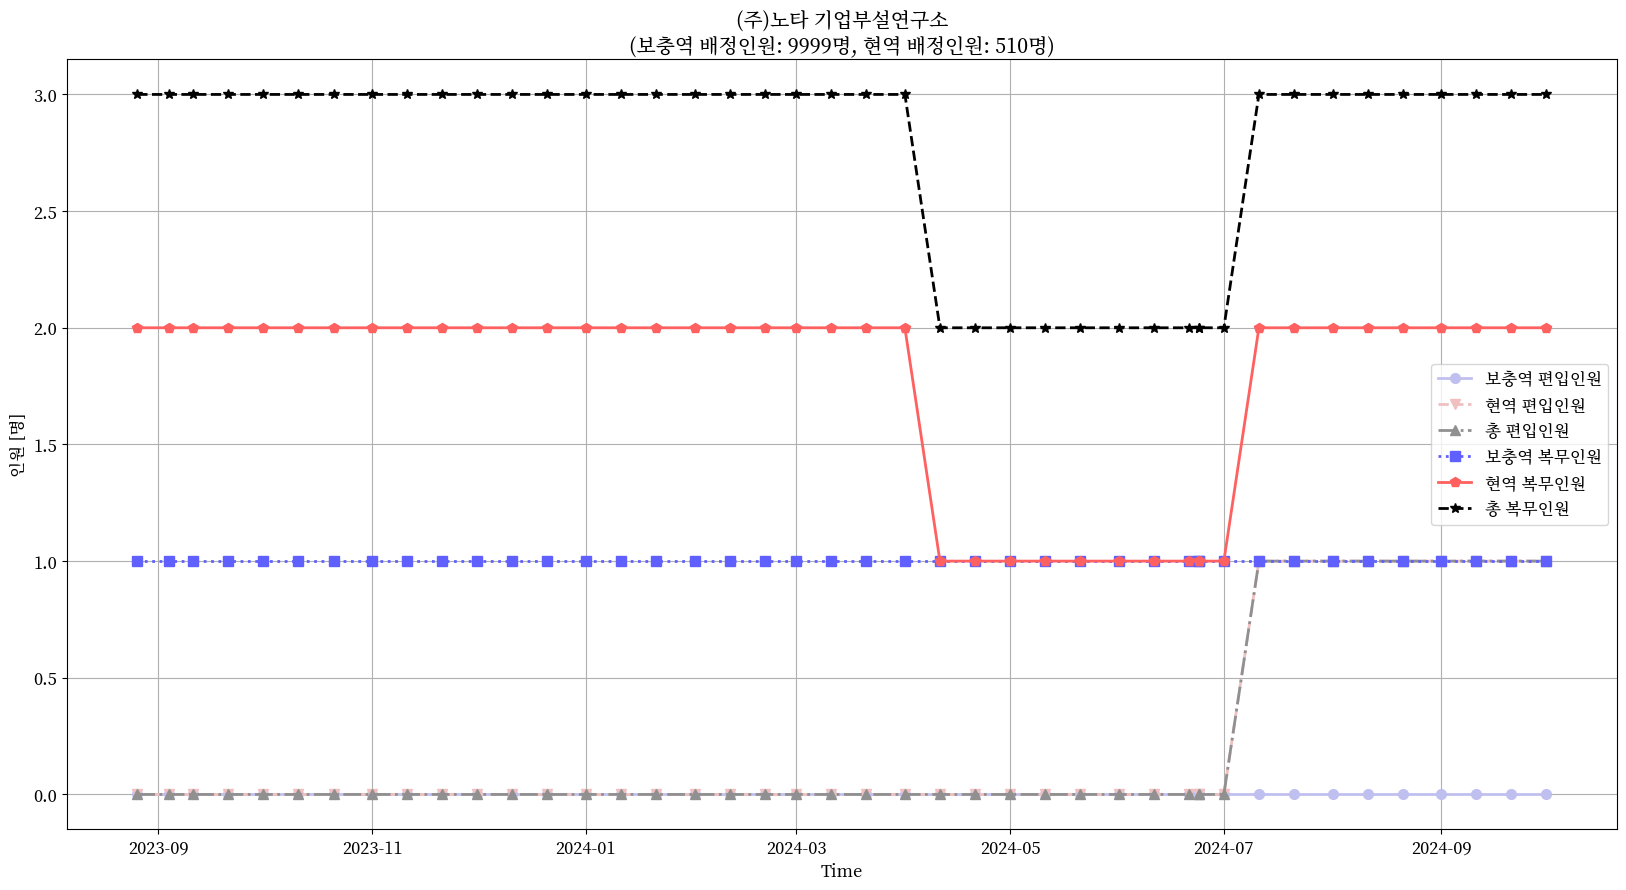 (주)노타 기업부설연구소
(보충역 배정인원: 9999명, 현역 배정인원: 510명)
3.0
2.5
2.0
1.5
1.0
0.5
0.0
인원 [명]
보충역 편입인원
현역 편입인원
총 편입인원
보충역 복무인원
현역 복무인원
총 복무인원
2023-09 2023-11 2024-01 2024-03 2024-05 2024-07 2024-09
Time